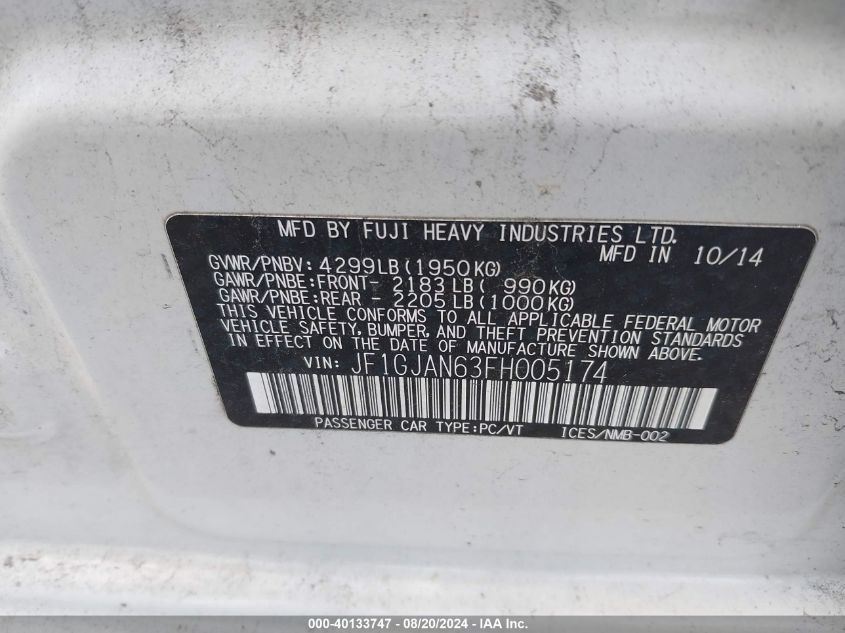 MFD BY FUJI HEAVY INDUSTRIES LTD.
MFD IN 10/14
GVWR/PNBV: 4299LB(1950KG)
GAWR/PNBE:FRONT- 2183LB( 990KG)
GAWR/PNBE:REAR - 2205LB(1000KG)
THIS VEHICLE CONFORMS TO ALL APPLICABLE FEDERAL MOTOR
VEHICLE SAFETY, BUMPER, AND THEFT PREVENTION STANDARDS
IN EFFECT ON THE DATE OF MANUFACTURE SHOWN ABOVE.
VIN: JF1GJAN63FH005174
PASSENGER CAR TYPE:PC/VT ICES/NMB-002
000-40133747 - 08/20/2024 - IAA Inc.